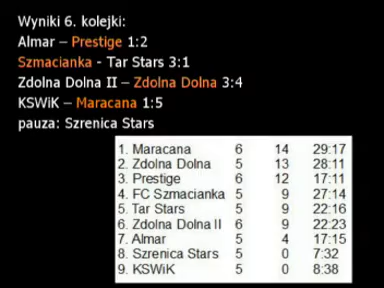 Wyniki 6. kolejki:
Almar – Prestige 1:2
Szmacianka - Tar Stars 3:1
Zdolna Dolna II – Zdolna Dolna 3:4
KSWiK – Maracana 1:5
pauza: Szrenica Stars
1. Maracana 6 14 29:17
2. Zdolna Dolna 5 13 28:11
3. Prestige 6 12 17:11
4. FC Szmacianka 5 9 27:14
5. Tar Stars 5 9 22:16
6. Zdolna Dolna II 6 9 22:23
7. Almar 5 4 17:15
8. Szrenica Stars 5 0 7:32
9. KSWiK 5 0 8:38